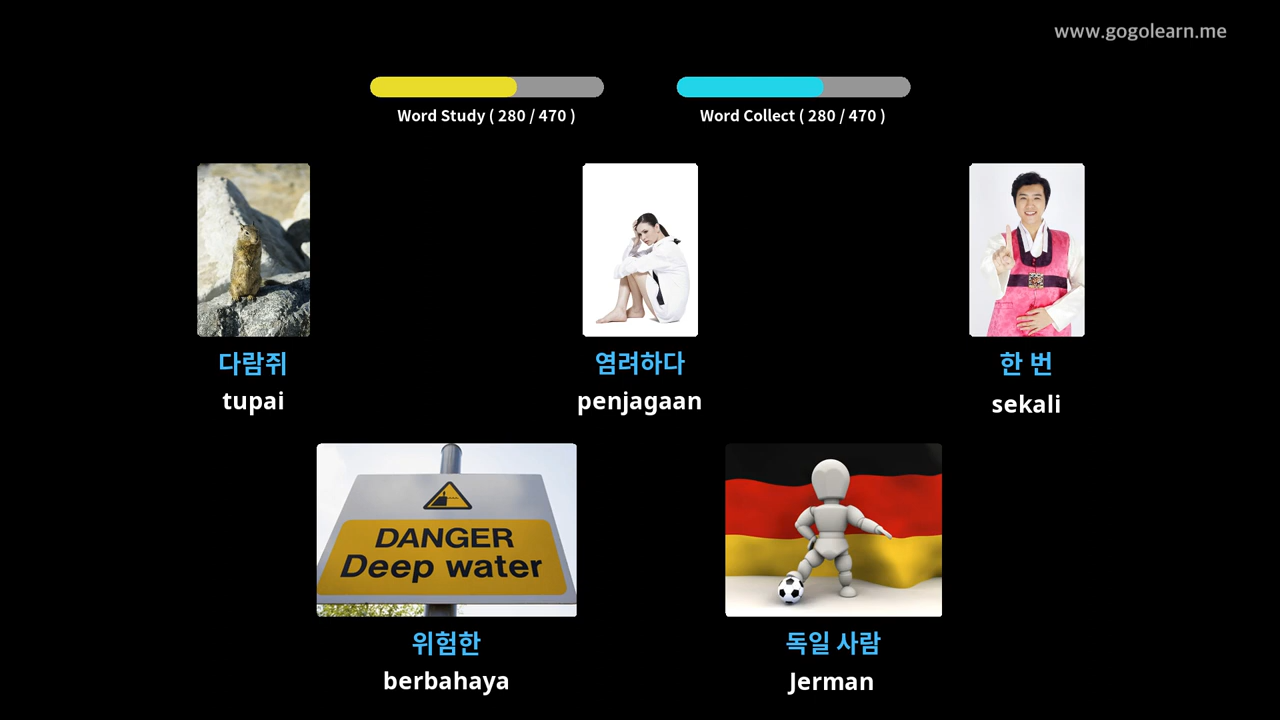 www.gogolearn.me
Word Study ( 280 / 470 )
Word Collect ( 280 / 470 )
다람쥐
tupai
염려하다
penjagaan
한 번
sekali
DANGER
Deep water
위험한
berbahaya
독일 사람
Jerman